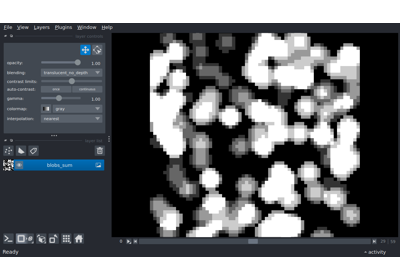 File View Layers Plugins Window Help
opacity: 1.00
blending: translucent_no_depth
contrast limits:
auto-contrast: once continuous
gamma: 1.00
colormap: gray
interpolation: nearest
blobs_sum
Ready
activity